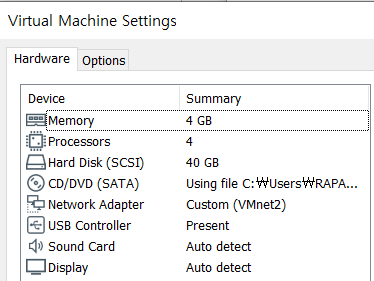 Virtual Machine Settings
Hardware Options
Device Summary
Memory 4 GB
Processors 4
Hard Disk (SCSI) 40 GB
CD/DVD (SATA) Using file C:₩Users₩RAPA...
Network Adapter Custom (VMnet2)
USB Controller Present
Sound Card Auto detect
Display Auto detect